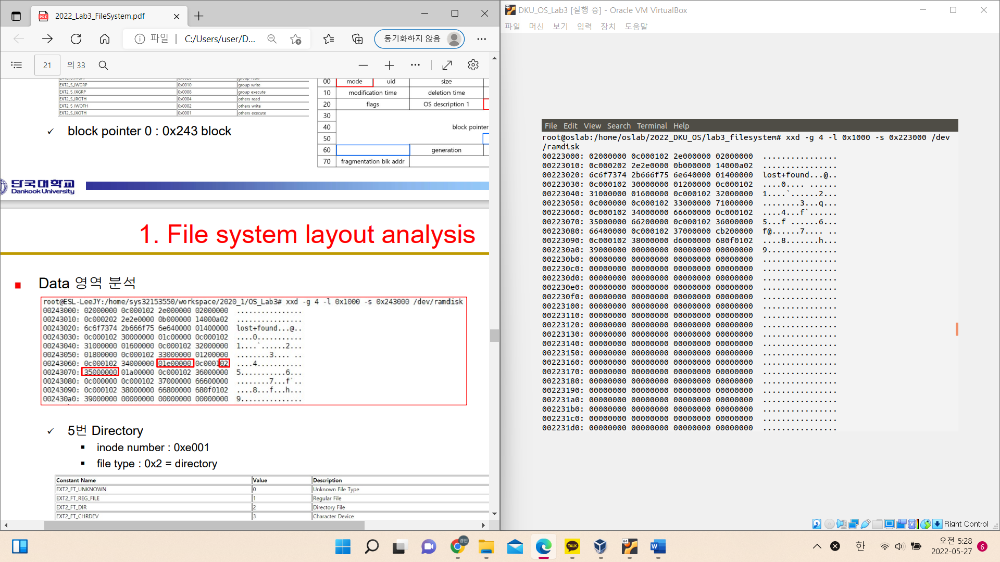 2022_Lab3_FileSystem.pdf
파일 | C:/Users/user/D...
동기화하지 않음
21 의 33
EXT2_S_IWGRP 0x0010 group write
EXT2_S_IXGRP 0x0008 group execute
EXT2_S_IROTH 0x0004 others read
EXT2_S_IWOTH 0x0002 others write
EXT2_S_IXOTH 0x0001 others execute
✓ block pointer 0 : 0x243 block
00 mode uid size
10 modification time deletion time
20 flags OS description 1
30
40 block pointer
50
60 generation
70 fragmentation blk addr
단국대학교
Dankook University
1. File system layout analysis
Data 영역 분석
root@ESL-LeeJY:/home/sys32153550/workspace/2020_1/OS_Lab3# xxd -g 4 -l 0x1000 -s 0x243000 /dev/ramdisk
00243000: 02000000 0c000102 2e000000 02000000 ................
00243010: 0c000202 2e2e0000 0b000000 14000a02 ................
00243020: 6c6f7374 2b666f75 6e640000 01400000 lost+found...@..
00243030: 0c000102 30000000 01c00000 0c000102 ....0...........
00243040: 31000000 01600000 0c000102 32000000 1....`......2...
00243050: 01800000 0c000102 33000000 01200000 ........3.... ..
00243060: 0c000102 34000000 01e00000 0c000102 ....4...........
00243070: 35000000 01a00000 0c000102 36000000 5...........6...
00243080: 0c000000 0c000102 37000000 66600000 ........7...f`..
00243090: 0c000102 38000000 66800000 680f0102 ....8...f...h...
002430a0: 39000000 00000000 00000000 00000000 9...............
✓ 5번 Directory
inode number : 0xe001
file type : 0x2 = directory
Constant Name Value Description
EXT2_FT_UNKNOWN 0 Unknown File Type
EXT2_FT_REG_FILE 1 Regular File
EXT2_FT_DIR 2 Directory File
EXT2_FT_CHRDEV 3 Character Device
DKU_OS_Lab3 [실행 중] - Oracle VM VirtualBox
파일 머신 보기 입력 장치 도움말
File Edit View Search Terminal Help
root@oslab:/home/oslab/2022_DKU_OS/lab3_filesystem# xxd -g 4 -l 0x1000 -s 0x223000 /dev
/ramdisk
00223000: 02000000 0c000102 2e000000 02000000 ................
00223010: 0c000202 2e2e0000 0b000000 14000a02 ................
00223020: 6c6f7374 2b666f75 6e640000 01400000 lost+found...@..
00223030: 0c000102 30000000 01200000 0c000102 ....0.... ......
00223040: 31000000 01600000 0c000102 32000000 1....`......2...
00223050: 0c000000 0c000102 33000000 71000000 ........3...q...
00223060: 0c000102 34000000 66600000 0c000102 ....4...f`......
00223070: 35000000 66200000 0c000102 36000000 5...f ......6...
00223080: 66400000 0c000102 37000000 cb200000 f@......7.... ..
00223090: 0c000102 38000000 d6000000 680f0102 ....8.......h...
002230a0: 39000000 00000000 00000000 00000000 9...............
002230b0: 00000000 00000000 00000000 00000000 ................
002230c0: 00000000 00000000 00000000 00000000 ................
002230d0: 00000000 00000000 00000000 00000000 ................
002230e0: 00000000 00000000 00000000 00000000 ................
002230f0: 00000000 00000000 00000000 00000000 ................
00223100: 00000000 00000000 00000000 00000000 ................
00223110: 00000000 00000000 00000000 00000000 ................
00223120: 00000000 00000000 00000000 00000000 ................
00223130: 00000000 00000000 00000000 00000000 ................
00223140: 00000000 00000000 00000000 00000000 ................
00223150: 00000000 00000000 00000000 00000000 ................
00223160: 00000000 00000000 00000000 00000000 ................
00223170: 00000000 00000000 00000000 00000000 ................
00223180: 00000000 00000000 00000000 00000000 ................
00223190: 00000000 00000000 00000000 00000000 ................
002231a0: 00000000 00000000 00000000 00000000 ................
002231b0: 00000000 00000000 00000000 00000000 ................
002231c0: 00000000 00000000 00000000 00000000 ................
002231d0: 00000000 00000000 00000000 00000000 ................
Right Control
경민
TALK
64
W
한
오전 5:28
2022-05-27
6